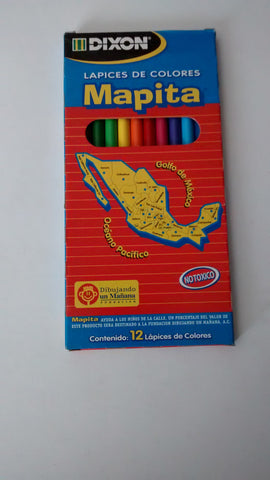 DIXON
LAPICES DE COLORES
Mapita
Golfo de México
Océano Pacífico
NOTOXICO
Dibujando
un Mañana
FUNDACIÓN
Mapita AYUDA A LOS NIÑOS DE LA CALLE, UN PORCENTAJE DEL VALOR DE
ESTE PRODUCTO SERA DESTINADO A LA FUNDACION DIBUJANDO UN MAÑANA, A.C.
Contenido: 12 Lápices de Colores